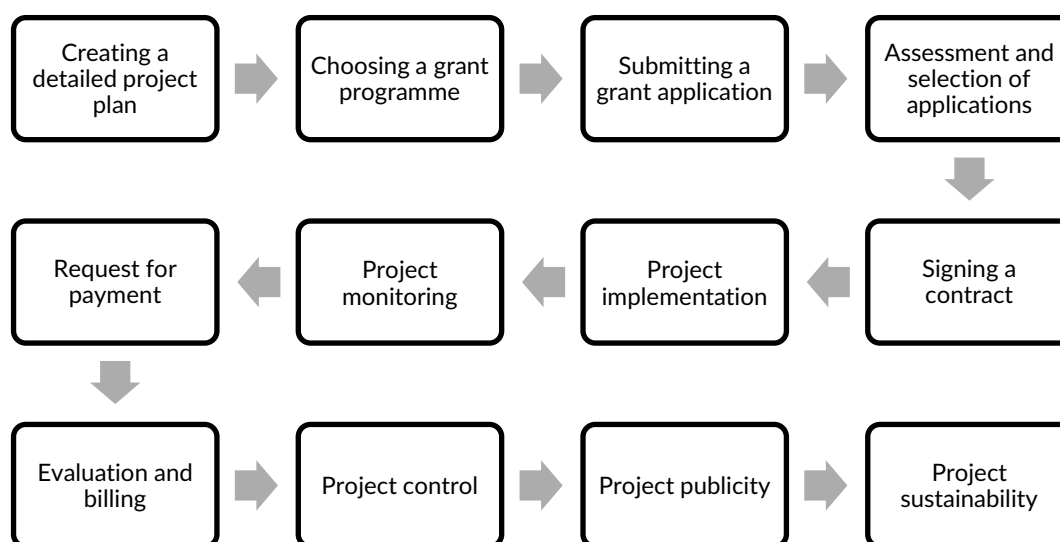 Creating a
detailed project
plan
Choosing a grant
programme
Submitting a
grant application
Assessment and
selection of
applications
Request for
payment
Project
monitoring
Project
implementation
Signing a
contract
Evaluation and
billing
Project control
Project publicity
Project
sustainability